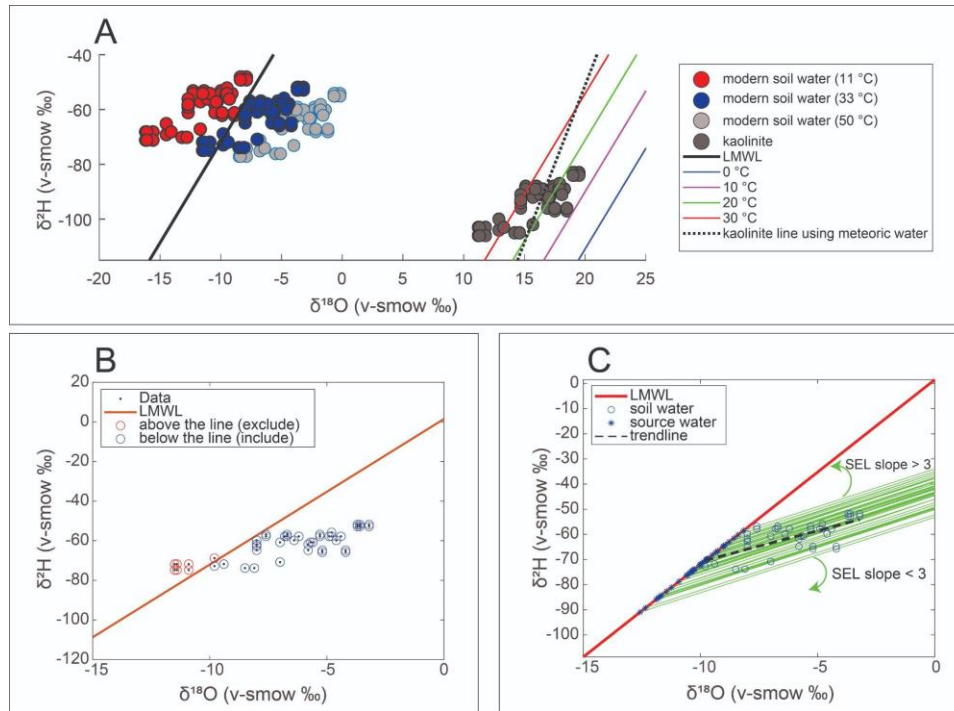 A
-40
-60
-80
-100
δ²H (v-smow ‰)
-20
-15
-10
-5
0
5
10
15
20
25
δ¹⁸O (v-smow ‰)
modern soil water (11 °C)
modern soil water (33 °C)
modern soil water (50 °C)
kaolinite
LMWL
0 °C
10 °C
20 °C
30 °C
kaolinite line using meteoric water
B
20
0
-20
-40
-60
-80
-100
-120
δ²H (v-smow ‰)
Data
LMWL
above the line (exclude)
below the line (include)
-15
-10
-5
0
δ¹⁸O (v-smow ‰)
C
0
-10
-20
-30
-40
-50
-60
-70
-80
-90
-100
δ²H (v-smow ‰)
LMWL
soil water
source water
trendline
SEL slope > 3
SEL slope < 3
-15
-10
-5
0
δ¹⁸O (v-smow ‰)